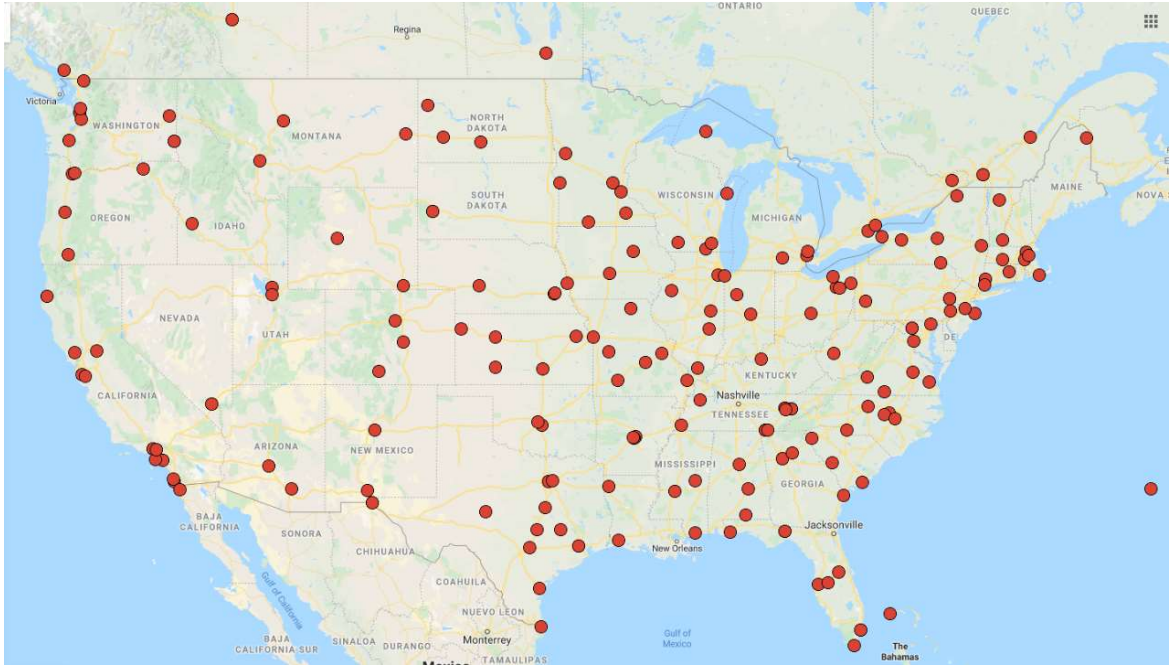 ONTARIO
QUEBEC
Regina
Victoria
WASHINGTON
MONTANA
NORTH
DAKOTA
MAINE
NOVA
SOUTH
DAKOTA
WISCONSIN
MICHIGAN
OREGON
IDAHO
NEVADA
UTAH
CALIFORNIA
KENTUCKY
DE
Nashville
TENNESSEE
ARIZONA
NEW MEXICO
MISSISSIPPI
GEORGIA
BAJA
CALIFORNIA
SONORA
Jacksonville
New Orleans
CHIHUAHUA
COAHUILA
Gulf of California
NUEVO LEON
Monterrey
Gulf of
Mexico
The
Bahamas
BAJA
CALIFORNIA SUR
SINALOA
DURANGO
TAMAULIPAS
Mexico